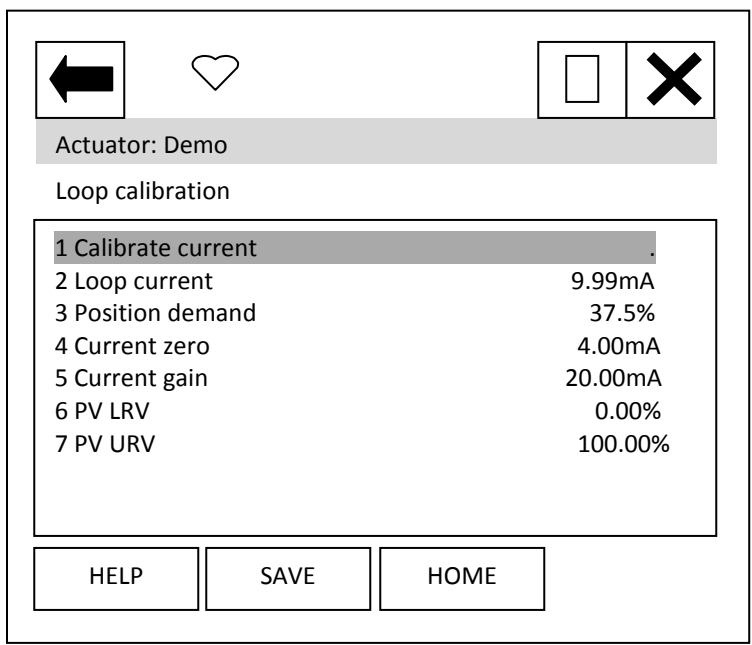 Actuator: Demo
Loop calibration
1 Calibrate current .
2 Loop current 9.99mA
3 Position demand 37.5%
4 Current zero 4.00mA
5 Current gain 20.00mA
6 PV LRV 0.00%
7 PV URV 100.00%
HELP SAVE HOME